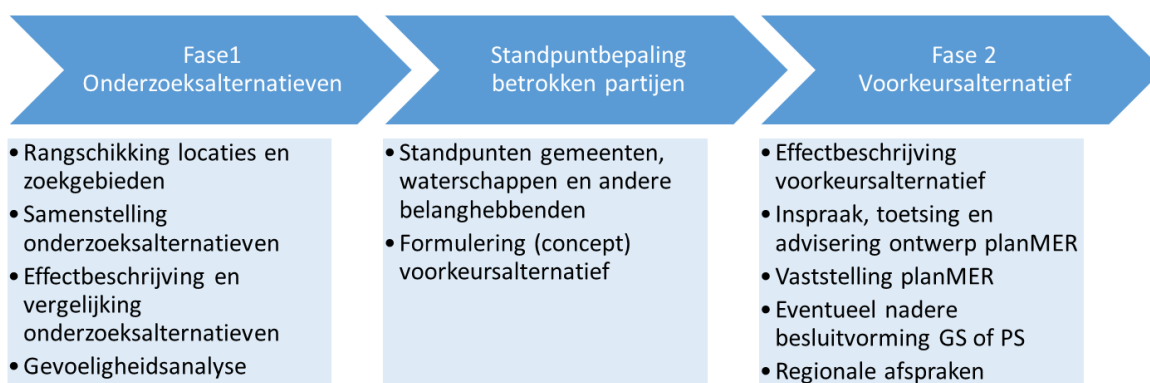 Fase1
Onderzoeksalternatieven
• Rangschikking locaties en
zoekgebieden
• Samenstelling
onderzoeksalternatieven
• Effectbeschrijving en
vergelijking
onderzoeksalternatieven
• Gevoeligheidsanalyse
Standpuntbepaling
betrokken partijen
• Standpunten gemeenten,
waterschappen en andere
belanghebbenden
• Formulering (concept)
voorkeursalternatief
Fase 2
Voorkeursalternatief
• Effectbeschrijving
voorkeursalternatief
• Inspraak, toetsing en
advisering ontwerp planMER
• Vaststelling planMER
• Eventueel nadere
besluitvorming GS of PS
• Regionale afspraken